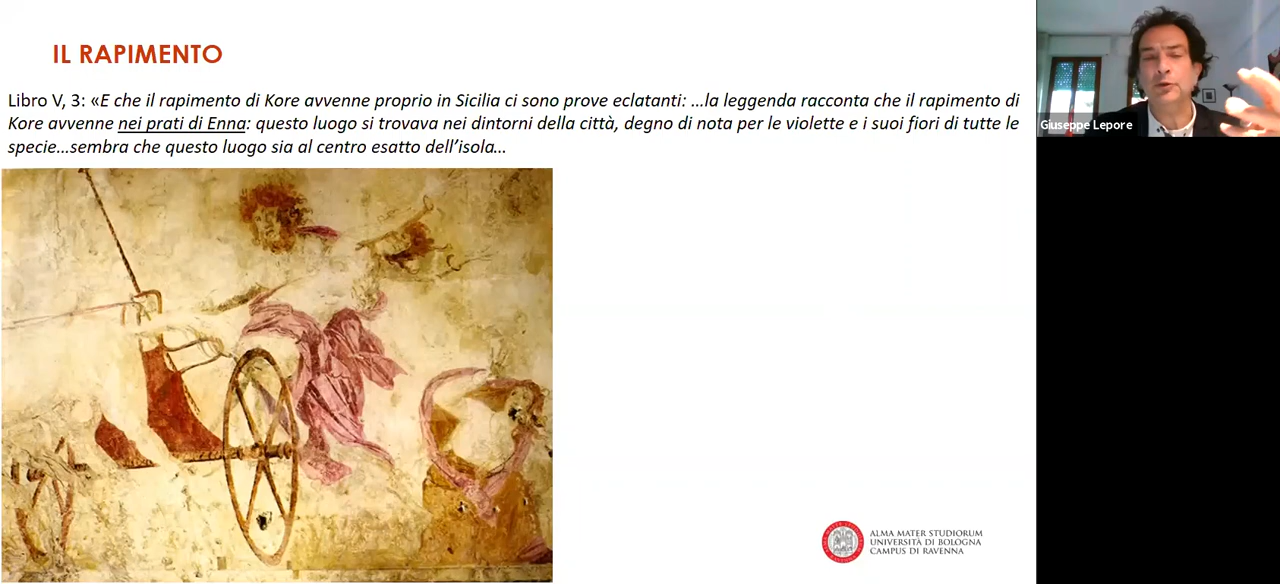 IL RAPIMENTO
Libro V, 3: «E che il rapimento di Kore avvenne proprio in Sicilia ci sono prove eclatanti: …la leggenda racconta che il rapimento di
Kore avvenne nei prati di Enna: questo luogo si trovava nei dintorni della città, degno di nota per le violette e i suoi fiori di tutte le
specie…sembra che questo luogo sia al centro esatto dell’isola…
Giuseppe Lepore
ALMA MATER STUDIORUM
UNIVERSITÀ DI BOLOGNA
CAMPUS DI RAVENNA